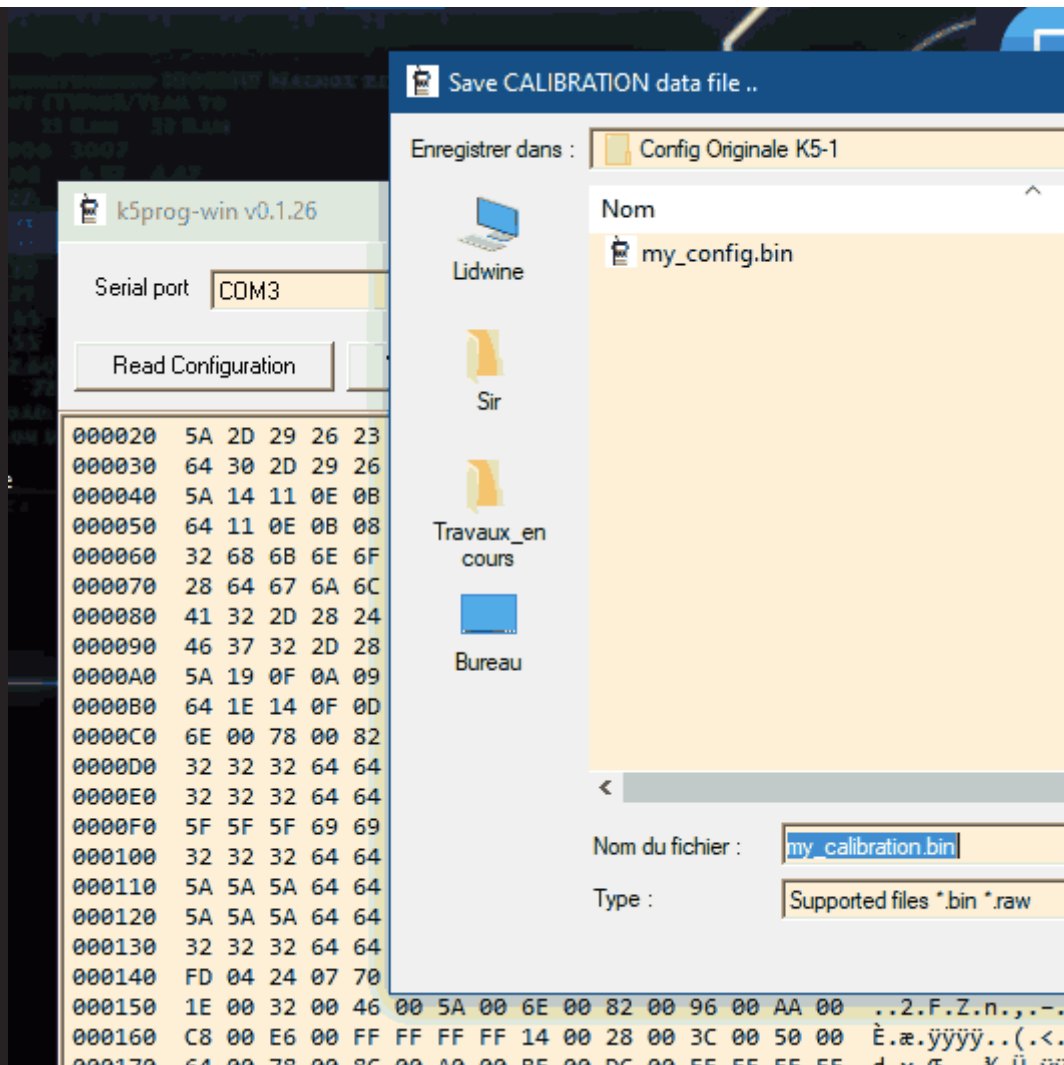 Save CALIBRATION data file ..
Enregistrer dans :
Config Originale K5-1
Lidwine
Sir
Travaux_en
cours
Bureau
Nom
my_config.bin
Nom du fichier :
my_calibration.bin
Type :
Supported files *.bin *.raw
k5prog-win v0.1.26
Serial port
COM3
Read Configuration
000020 5A 2D 29 26 23
000030 64 30 2D 29 26
000040 5A 14 11 0E 0B
000050 64 11 0E 0B 08
000060 32 68 6B 6E 6F
000070 28 64 67 6A 6C
000080 41 32 2D 28 24
000090 46 37 32 2D 28
0000A0 5A 19 0F 0A 09
0000B0 64 1E 14 0F 0D
0000C0 6E 00 78 00 82
0000D0 32 32 32 64 64
0000E0 32 32 32 64 64
0000F0 5F 5F 5F 69 69
000100 32 32 32 64 64
000110 5A 5A 5A 64 64
000120 5A 5A 5A 64 64
000130 32 32 32 64 64
000140 FD 04 24 07 70
000150 1E 00 32 00 46 00 5A 00 6E 00 82 00 96 00 AA 00 ..2.F.Z.n.‚.–.
000160 C8 00 E6 00 FF FF FF FF 14 00 28 00 3C 00 50 00 È.æ.ÿÿÿÿ..(.<.